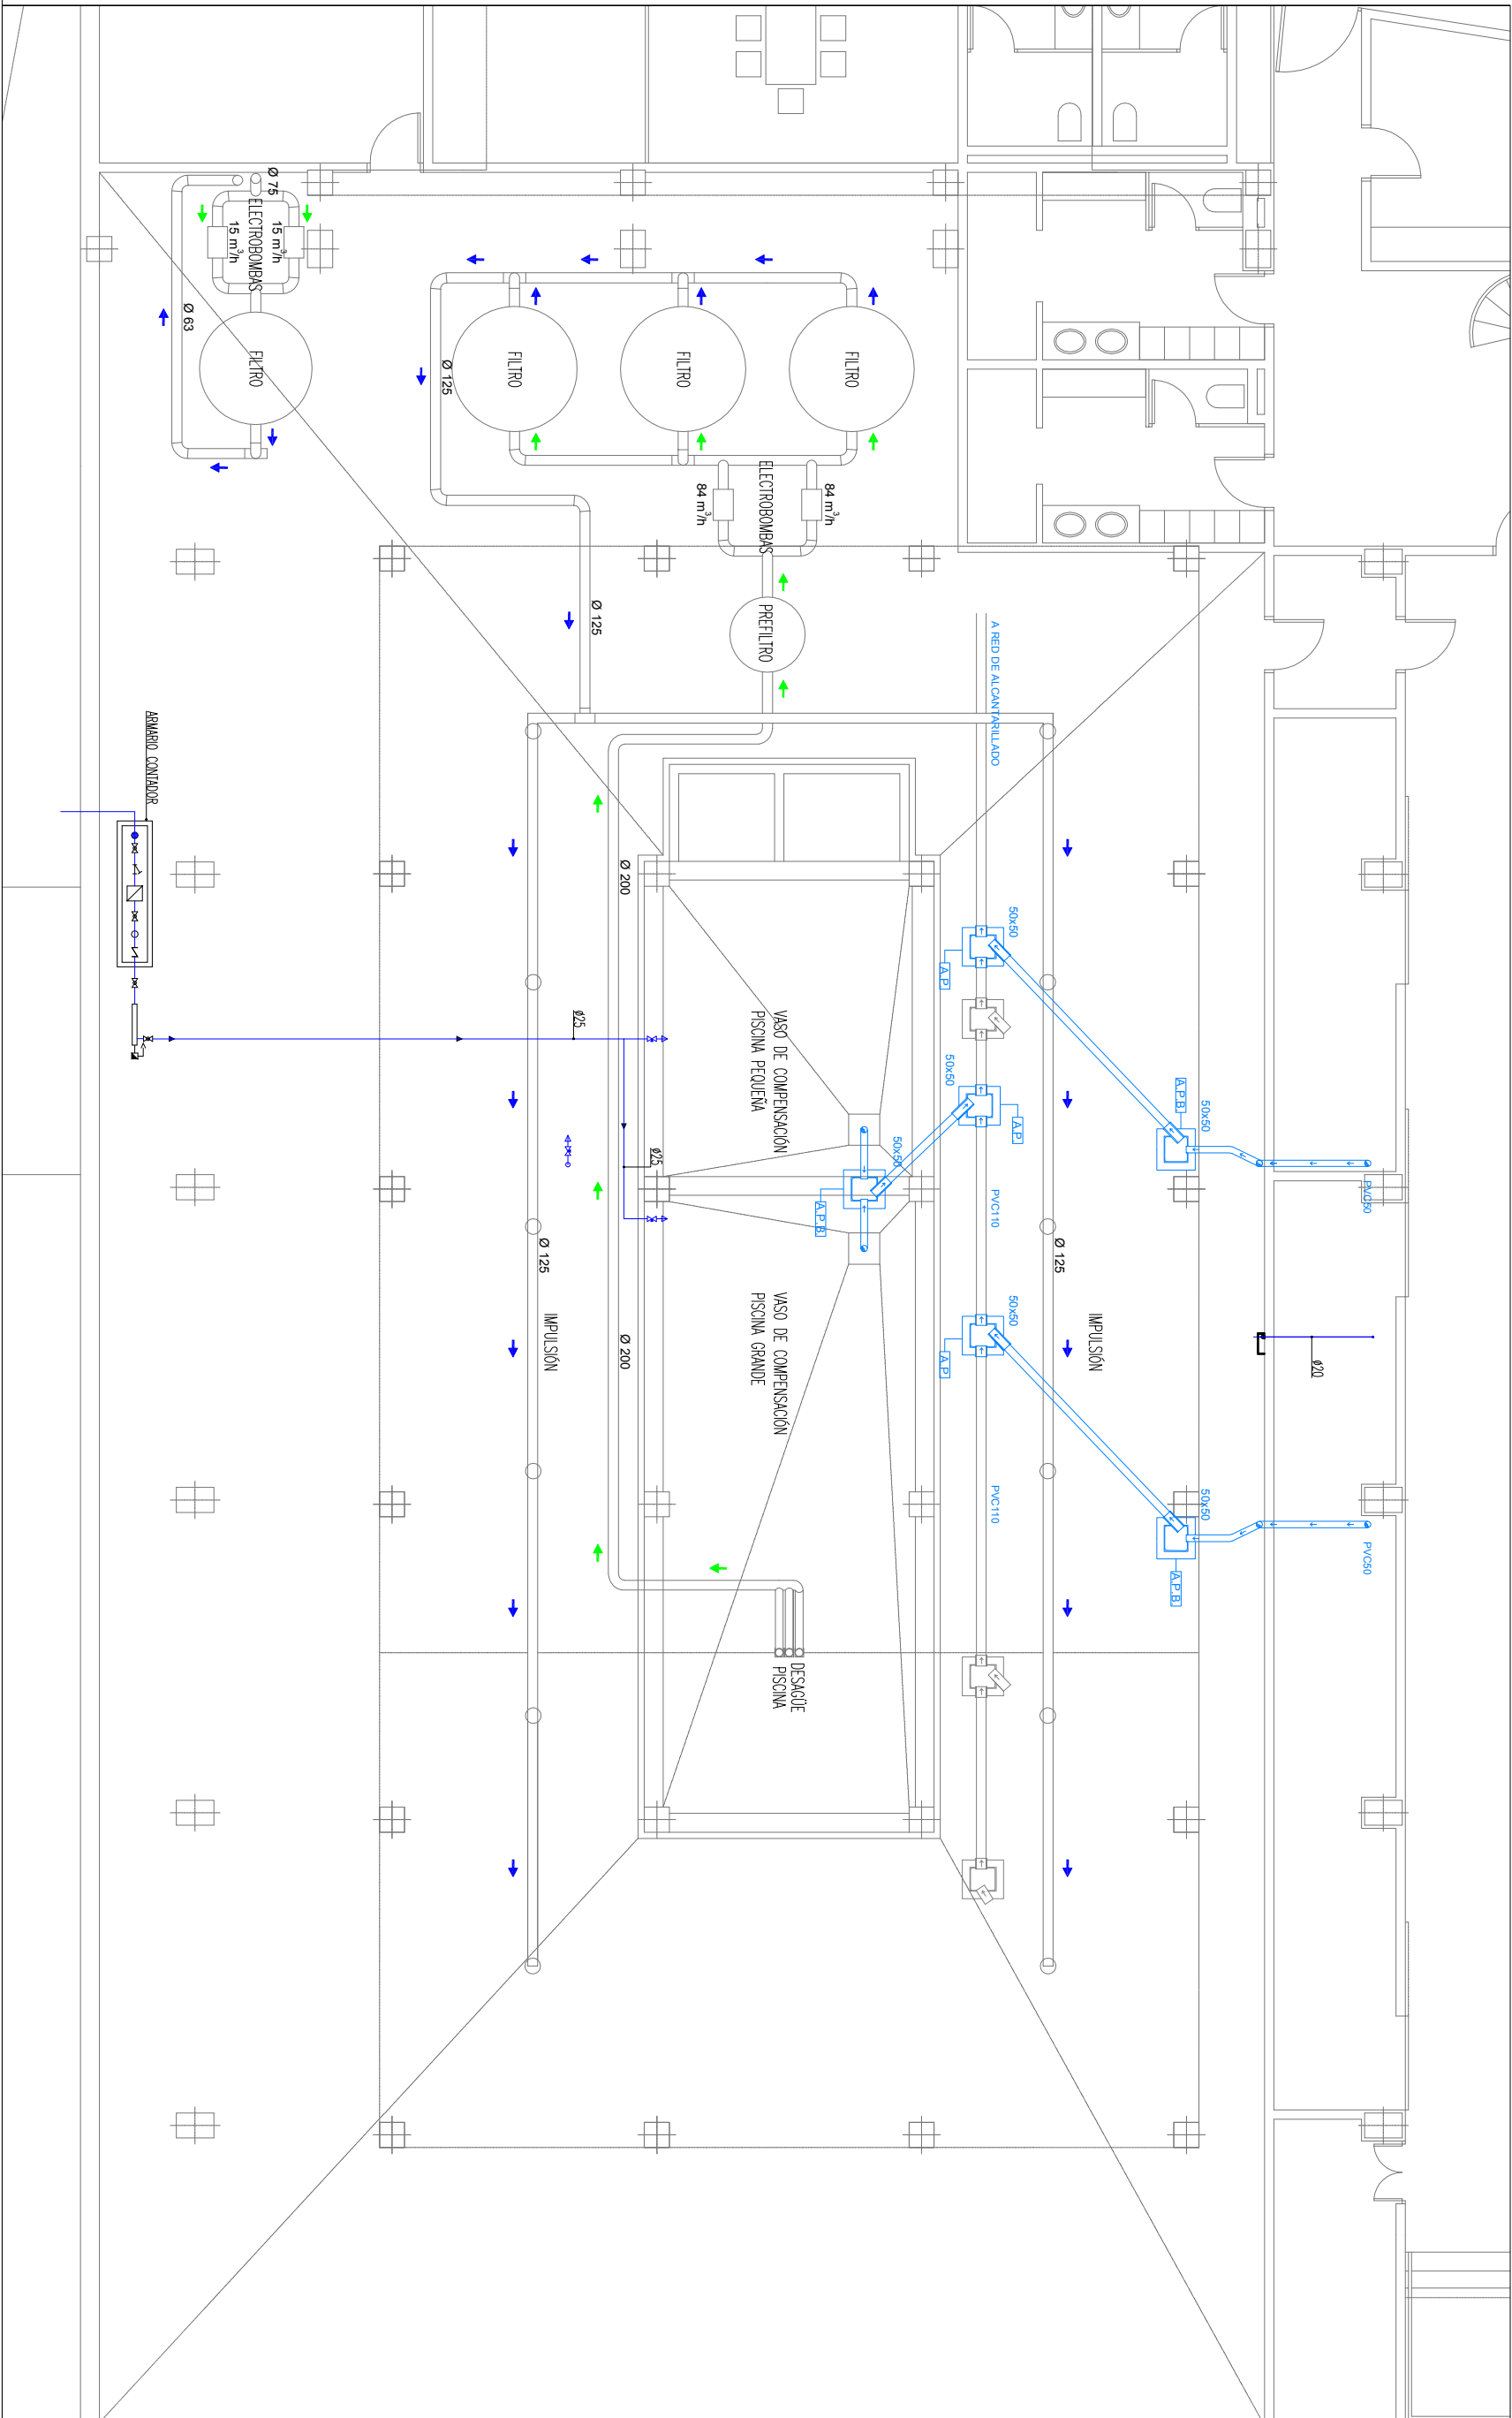 Ø 75
ELECTROBOMBAS
15 m³/h
15 m³/h
Ø 63
FILTRO
Ø 125
FILTRO
FILTRO
FILTRO
ELECTROBOMBAS
84 m³/h
84 m³/h
PREFILTRO
Ø 125
A RED DE ALCANTARILLADO
ARMARIO CONTADOR
Ø 200
50x50
A.P
VASO DE COMPENSACIÓN
PISCINA PEQUEÑA
ø25
50x50
A.P
A.P.B.
50x50
PVC50
ø25
50x50
A.P.B.
PVC110
Ø 125
IMPULSIÓN
Ø 125
IMPULSIÓN
VASO DE COMPENSACIÓN
PISCINA GRANDE
Ø 200
50x50
A.P
ø20
PVC110
50x50
PVC50
A.P.B.
DESAGÜE
PISCINA